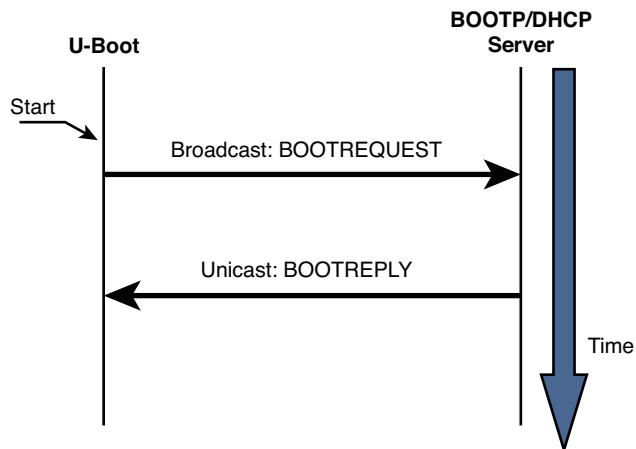 U-Boot
BOOTP/DHCP
Server
Start
Broadcast: BOOTREQUEST
Unicast: BOOTREPLY
Time